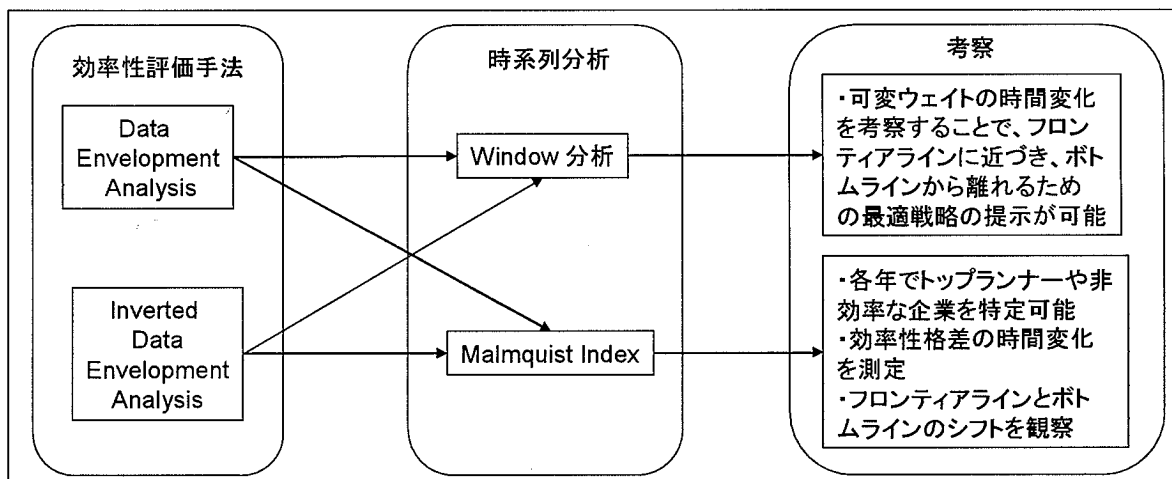 効率性評価手法
Data
Envelopment
Analysis
Inverted
Data
Envelopment
Analysis
時系列分析
Window 分析
Malmquist Index
考察
・可変ウェイトの時間変化
を考察することで、フロン
ティアラインに近づき、ボト
ムラインから離れるため
の最適戦略の提示が可能
・各年でトップランナーや非
効率な企業を特定可能
・効率性格差の時間変化
を測定
・フロンティアラインとボト
ムラインのシフトを観察